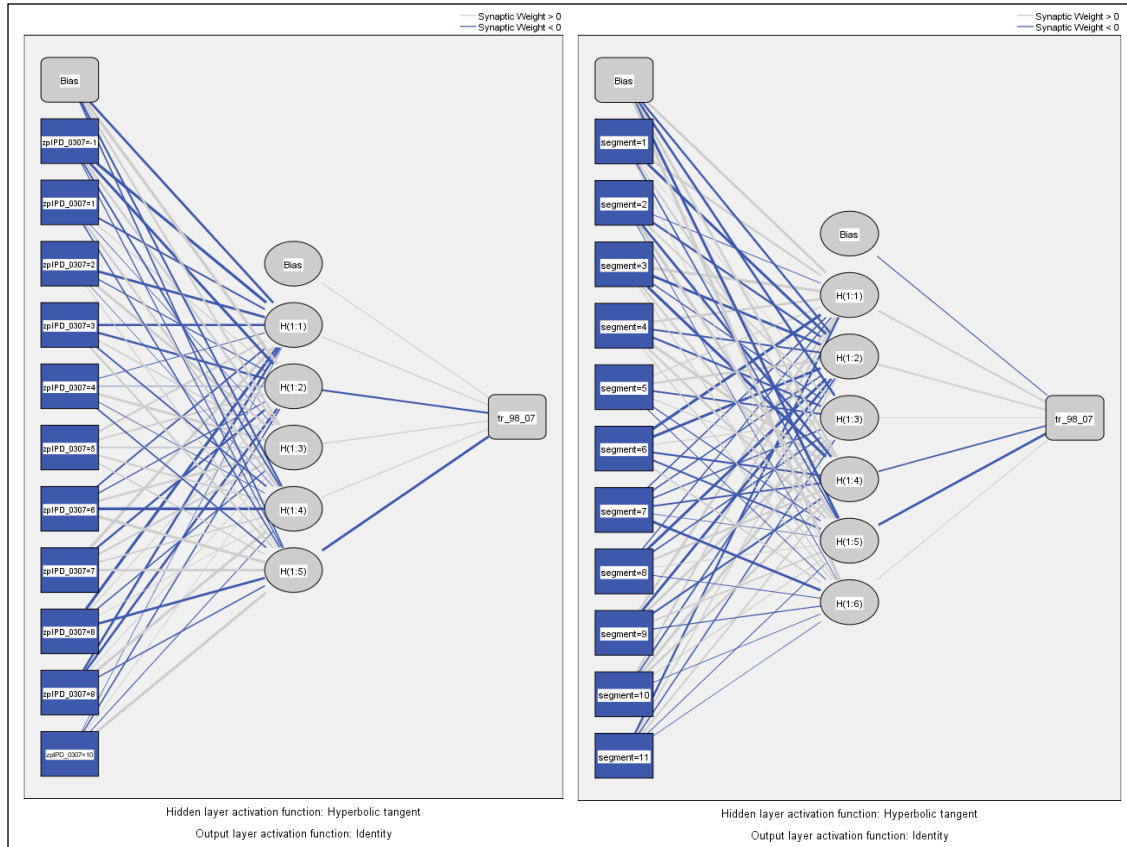 Synaptic Weight > 0
Synaptic Weight < 0
Bias
zpIPD_0307=-1
zpIPD_0307=1
zpIPD_0307=2
zpIPD_0307=3
zpIPD_0307=4
zpIPD_0307=5
zpIPD_0307=6
zpIPD_0307=7
zpIPD_0307=8
zpIPD_0307=9
zpIPD_0307=10
Bias
H(1:1)
H(1:2)
H(1:3)
H(1:4)
H(1:5)
tr_98_07
Hidden layer activation function: Hyperbolic tangent
Output layer activation function: Identity
Synaptic Weight > 0
Synaptic Weight < 0
Bias
segment=1
segment=2
segment=3
segment=4
segment=5
segment=6
segment=7
segment=8
segment=9
segment=10
segment=11
Bias
H(1:1)
H(1:2)
H(1:3)
H(1:4)
H(1:5)
H(1:6)
tr_98_07
Hidden layer activation function: Hyperbolic tangent
Output layer activation function: Identity